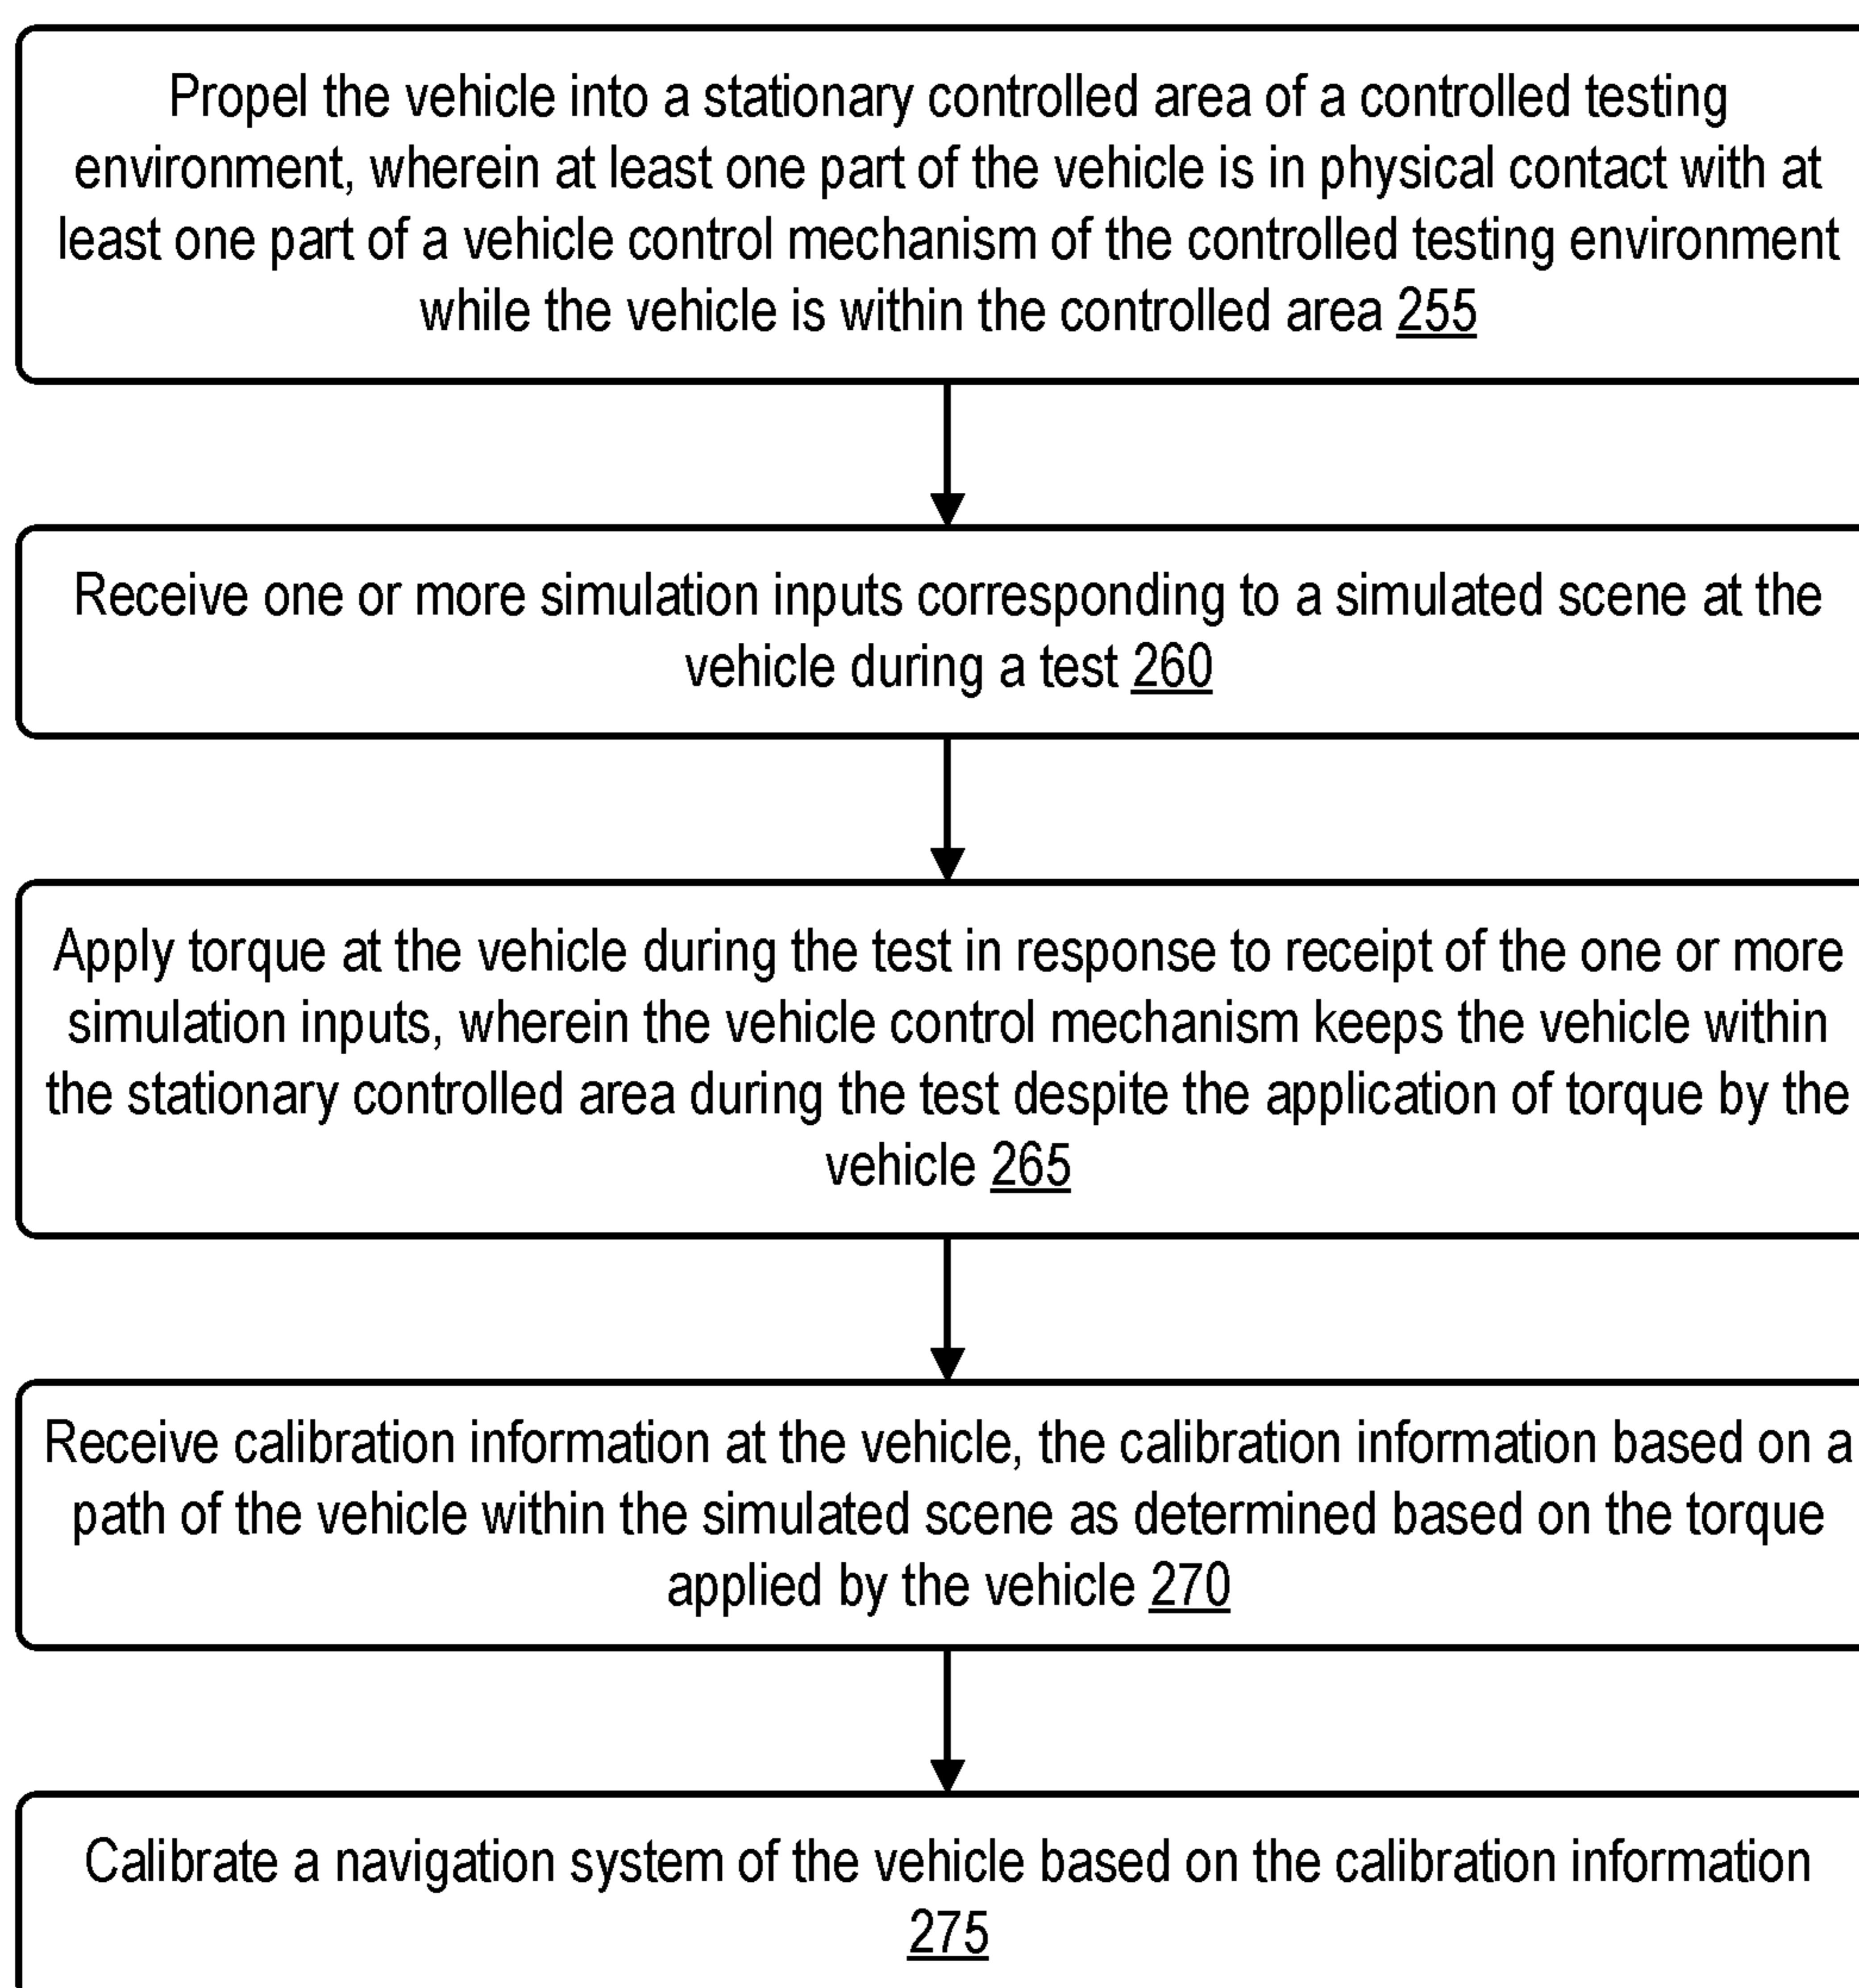 Propel the vehicle into a stationary controlled area of a controlled testing
environment, wherein at least one part of the vehicle is in physical contact with at
least one part of a vehicle control mechanism of the controlled testing environment
while the vehicle is within the controlled area 255
Receive one or more simulation inputs corresponding to a simulated scene at the
vehicle during a test 260
Apply torque at the vehicle during the test in response to receipt of the one or more
simulation inputs, wherein the vehicle control mechanism keeps the vehicle within
the stationary controlled area during the test despite the application of torque by the
vehicle 265
Receive calibration information at the vehicle, the calibration information based on a
path of the vehicle within the simulated scene as determined based on the torque
applied by the vehicle 270
Calibrate a navigation system of the vehicle based on the calibration information
275